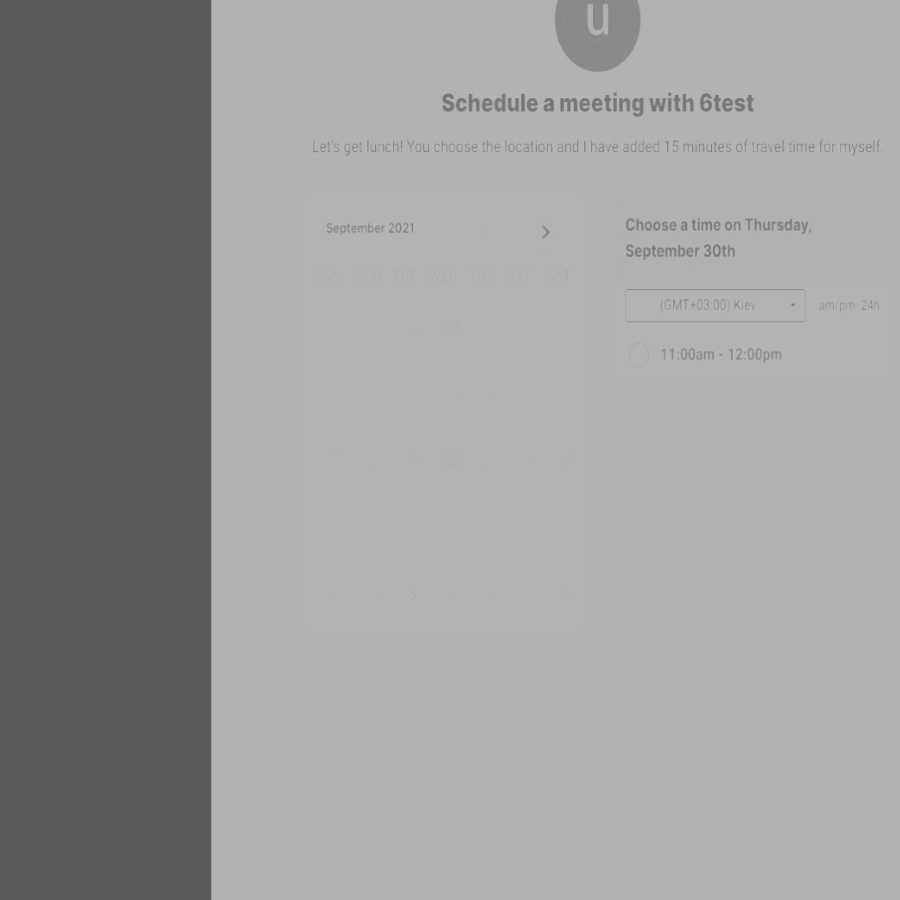 u
Schedule a meeting with 6test
Let's get lunch! You choose the location and I have added 15 minutes of travel time for myself.
September 2021
SUN MON TUE WED THU FRI SAT
Choose a time on Thursday,
September 30th
(GMT+03:00) Kiev
am/pm 24h
11:00am - 12:00pm